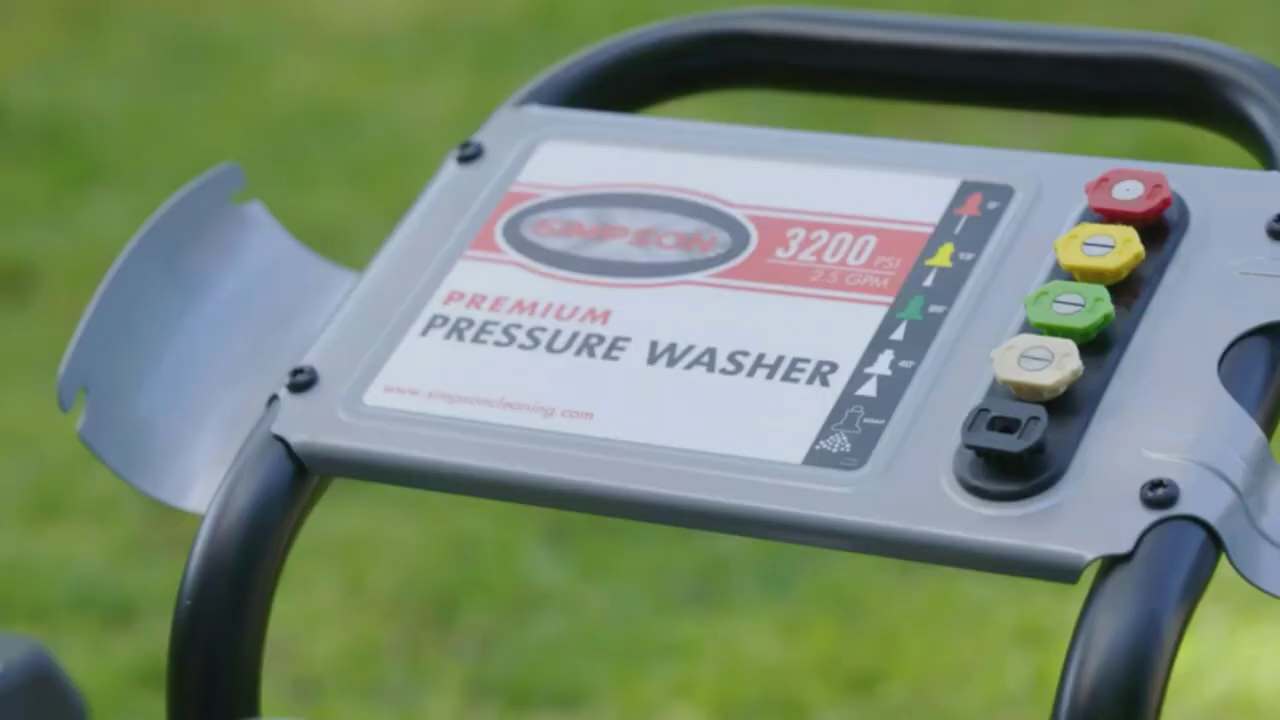 SIMPSON
3200 PSI
2.5 GPM
PREMIUM
PRESSURE WASHER
www.simpsoncleaning.com